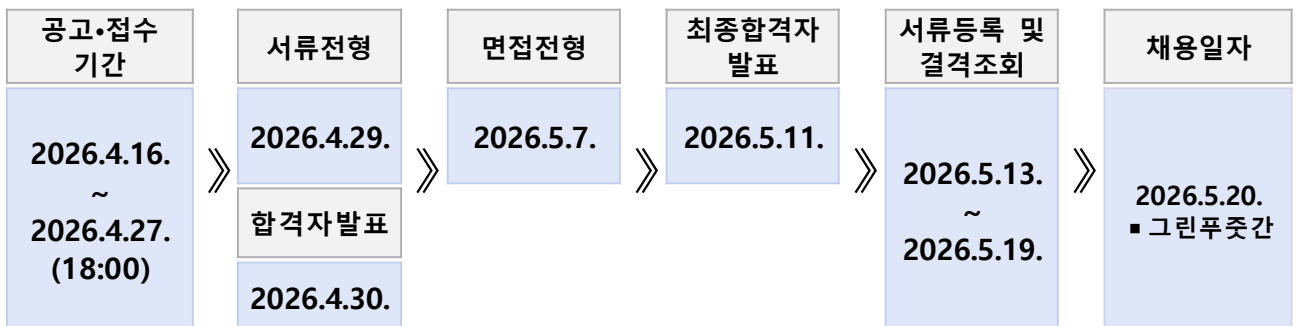 공고•접수
기간
2026.4.16.
~
2026.4.27.
(18:00)
서류전형
2026.4.29.
합격자발표
2026.4.30.
면접전형
2026.5.7.
최종합격자
발표
2026.5.11.
서류등록 및
결격조회
2026.5.13.
~
2026.5.19.
채용일자
2026.5.20.
▪ 그린푸줏간